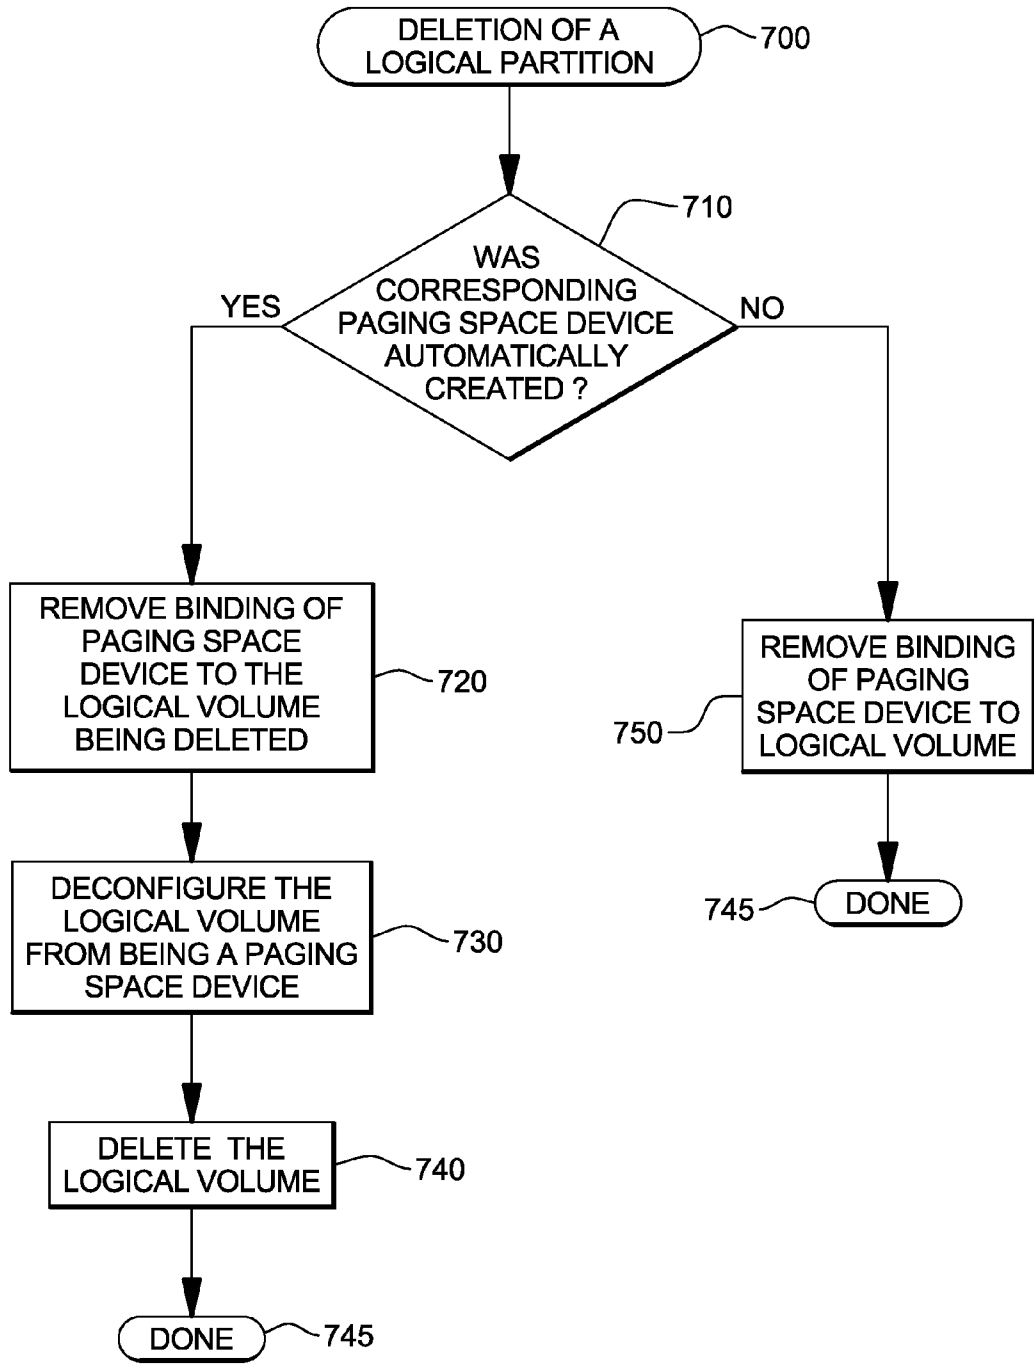 DELETION OF A
LOGICAL PARTITION
700
710
WAS
CORRESPONDING
PAGING SPACE DEVICE
AUTOMATICALLY
CREATED ?
YES
NO
REMOVE BINDING OF
PAGING SPACE
DEVICE TO THE
LOGICAL VOLUME
BEING DELETED
720
REMOVE BINDING
OF PAGING
SPACE DEVICE TO
LOGICAL VOLUME
750
DECONFIGURE THE
LOGICAL VOLUME
FROM BEING A PAGING
SPACE DEVICE
730
745
DONE
DELETE THE
LOGICAL VOLUME
740
DONE
745